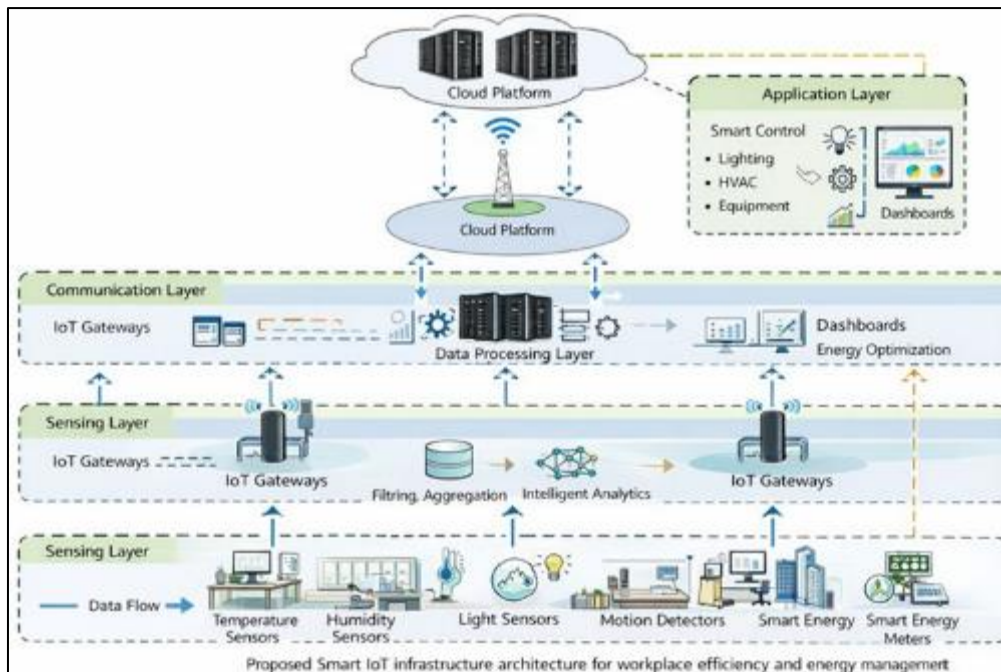 Cloud Platform
Application Layer
Smart Control
• Lighting
• HVAC
• Equipment
Dashboards
Cloud Platform
Communication Layer
IoT Gateways
Data Processing Layer
Dashboards
Energy Optimization
Sensing Layer
IoT Gateways
IoT Gateways
Filtring, Aggregation
Intelligent Analytics
IoT Gateways
Sensing Layer
Data Flow
Temperature
Sensors
Humidity
Sensors
Light Sensors
Motion Detectors
Smart Energy
Smart Energy
Meters
Proposed Smart IoT infrastructure architecture for workplace efficiency and energy management